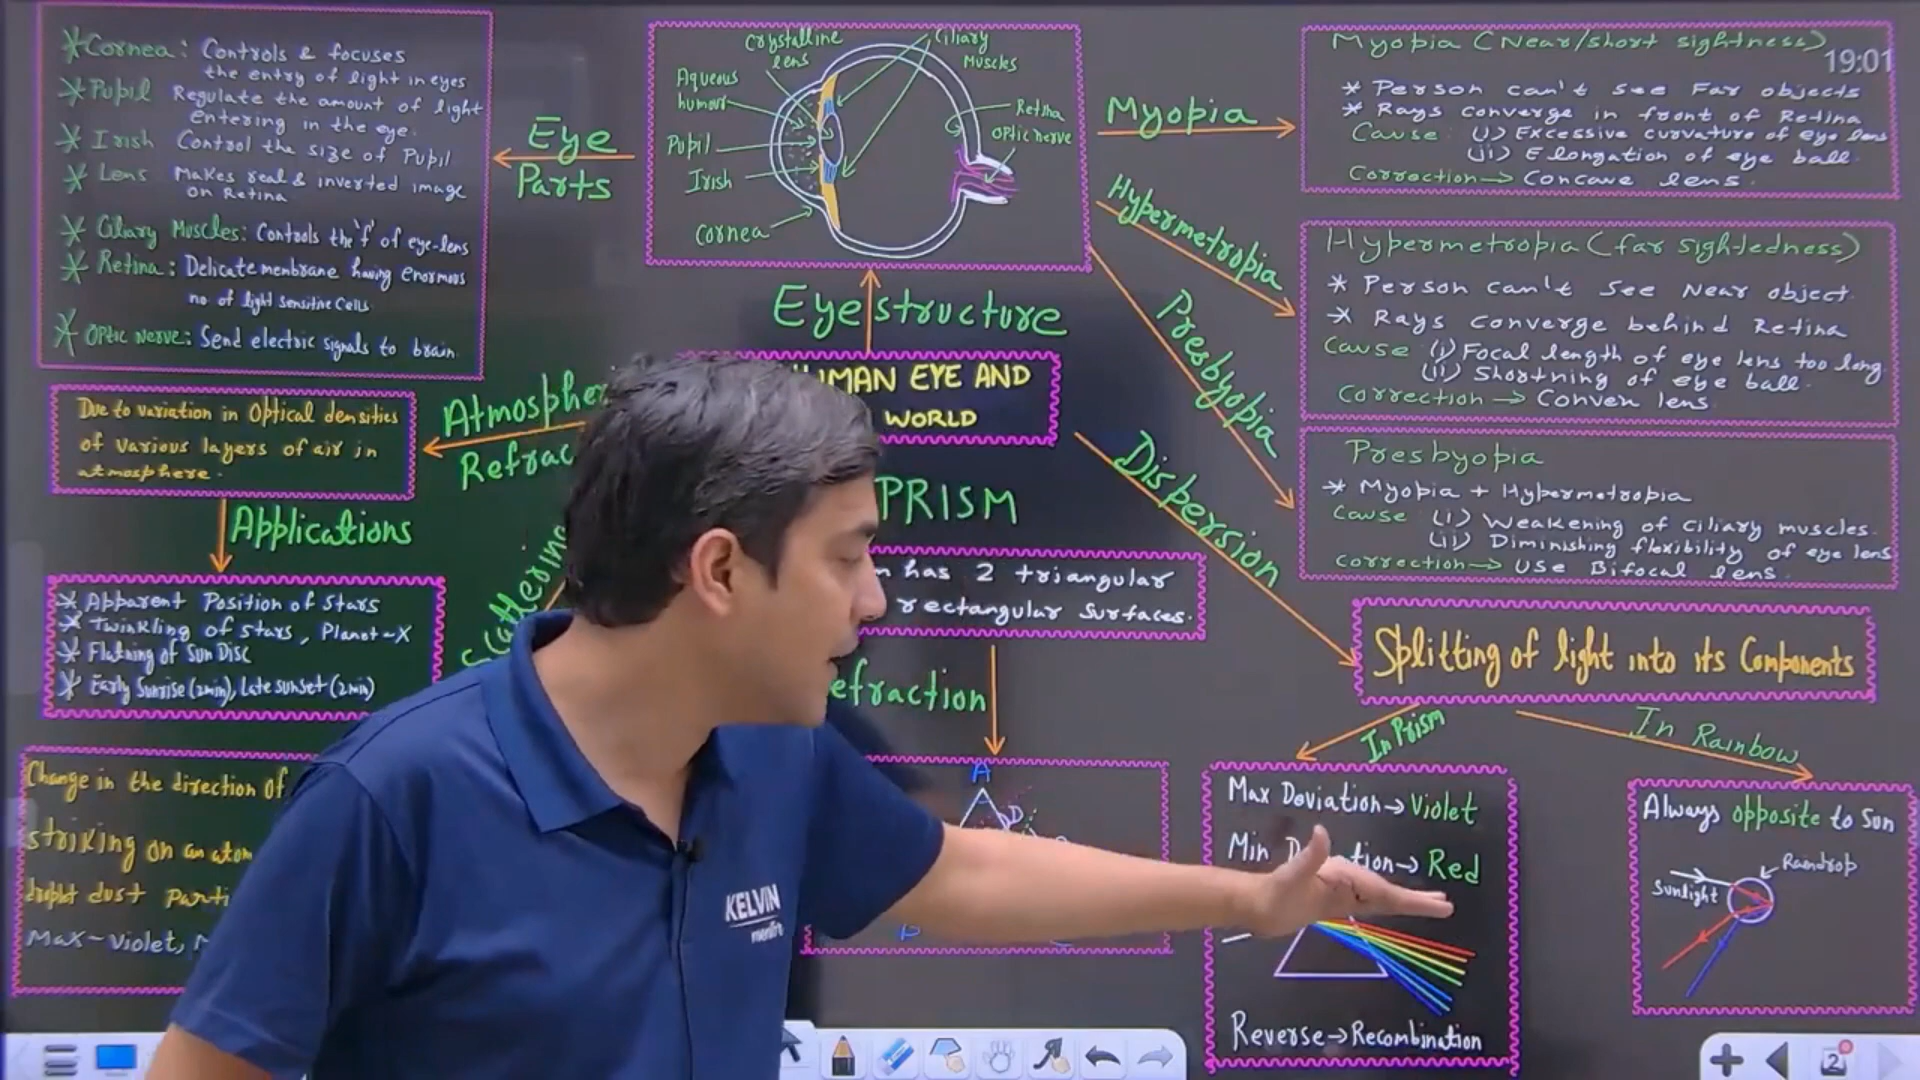 *Cornea: Controls & focuses
the entry of light in eyes
*Pupil Regulate the amount of light
entering in the eye.
* Irish Control the size of Pupil
* Lens Makes real & inverted image
on Retina
* Ciliary Muscles: Controls the 'f' of eye-lens
* Retina: Delicate membrane having enormous
no of light sensitive Cells
* Optic Nerve: Send electric signals to brain.
Eye
Parts
Crystalline
lens
Ciliary
Muscles
Aqueous
humour
Pupil
Irish
Cornea
Retina
Optic nerve
Eye structure
HUMAN EYE AND
WORLD
Myopia
Hypermetropia
Presbyopia
Dispersion
Myopia (Near/short sightness)
19:01
* Person can't see Far objects
* Rays converge in front of Retina
Cause: (i) Excessive curvature of eye lens
(ii) Elongation of eye ball.
Correction→ Concave lens.
Hypermetropia (far sightedness)
* Person can't see Near object.
* Rays converge behind Retina
Cause (i) Focal length of eye lens too long.
(ii) Shortning of eye ball.
Correction → Conven lens.
Presbyopia
* Myopia + Hypermetropia
Cause (i) Weakening of Ciliary muscles.
(ii) Diminishing flexibility of eye lens
Correction → Use Bifocal lens.
Due to variation in Optical densities
of various layers of air in
atmosphere.
Applications
* Apparent Position of Stars
* Twinkling of stars, Planet-X
* Flatning of Sun Disc
* Early Sunrise (2min), Late sunset (2min)
Scattering
Change in the direction of
striking on an atom
droplet dust
Max-Violet,
PRISM
has 2 triangular
rectangular surfaces.
A
D
B
Splitting of light into its Components
In Prism
In Rainbow
Max Deviation→Violet
Min → Red
Reverse→Recombination
Always opposite to Sun
Sunlight
Raindrop
KELVIN
2